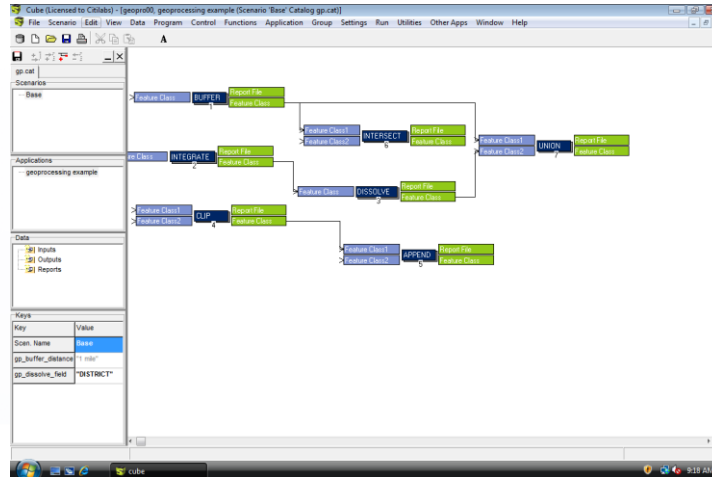 Cube (Licensed to Citilabs) - [geopro00, geoprocessing example (Scenario 'Base' Catalog gp.cat)]
File Scenario Edit View Data Program Control Functions Application Group Settings Run Utilities Other Apps Window Help
A
gp.cat
Scenarios
Base
Applications
geoprocessing example
Data
Inputs
Outputs
Reports
Keys
Key Value
Scen. Name Base
gp_buffer_distance "1 mile"
gp_dissolve_field "DISTRICT"
Feature Class BUFFER 1 Report File
Feature Class
Feature Class1 INTERSECT 6 Report File
Feature Class2 Feature Class
Feature Class1 UNION 7 Report File
Feature Class2 Feature Class
re Class INTEGRATE 2 Report File
Feature Class
Feature Class DISSOLVE 3 Report File
Feature Class
Feature Class1 CLIP 4 Report File
Feature Class2 Feature Class
Feature Class1 APPEND 5 Report File
Feature Class2 Feature Class
cube
9:18 AM